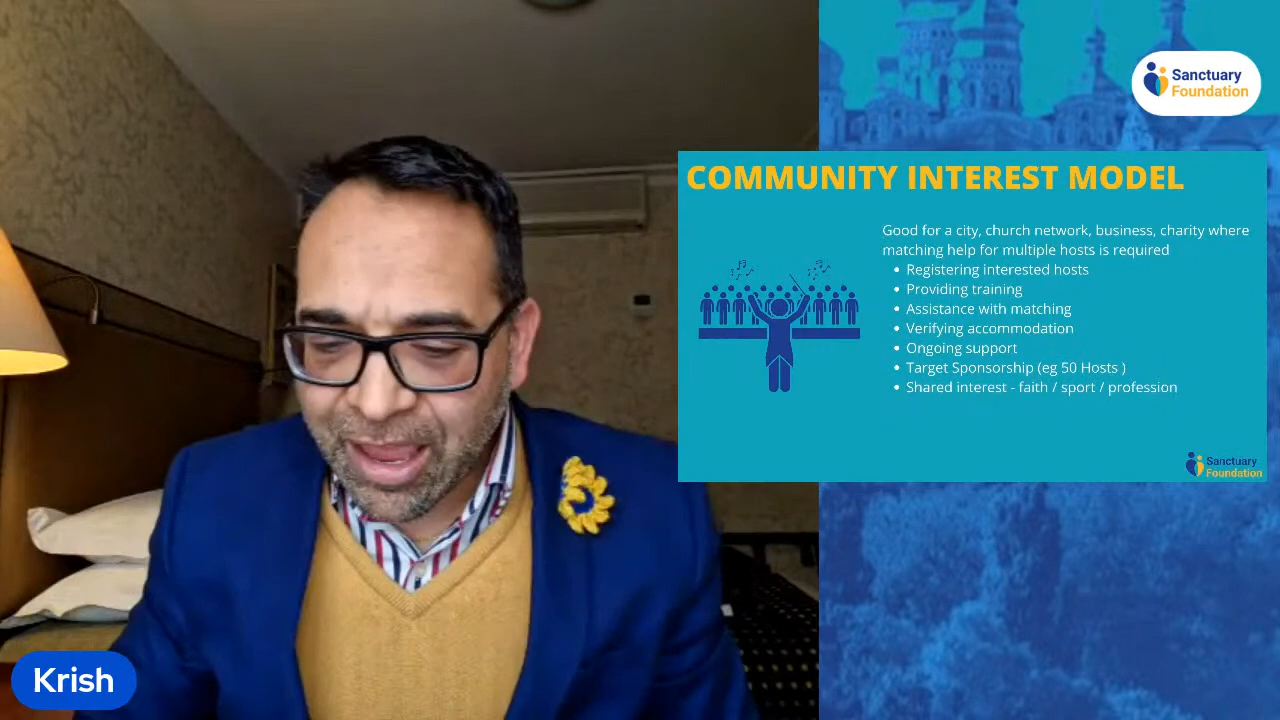 Sanctuary
Foundation
COMMUNITY INTEREST MODEL
Good for a city, church network, business, charity where
matching help for multiple hosts is required
• Registering interested hosts
• Providing training
• Assistance with matching
• Verifying accommodation
• Ongoing support
• Target Sponsorship (eg 50 Hosts )
• Shared interest - faith / sport / profession
Sanctuary
Foundation
Krish